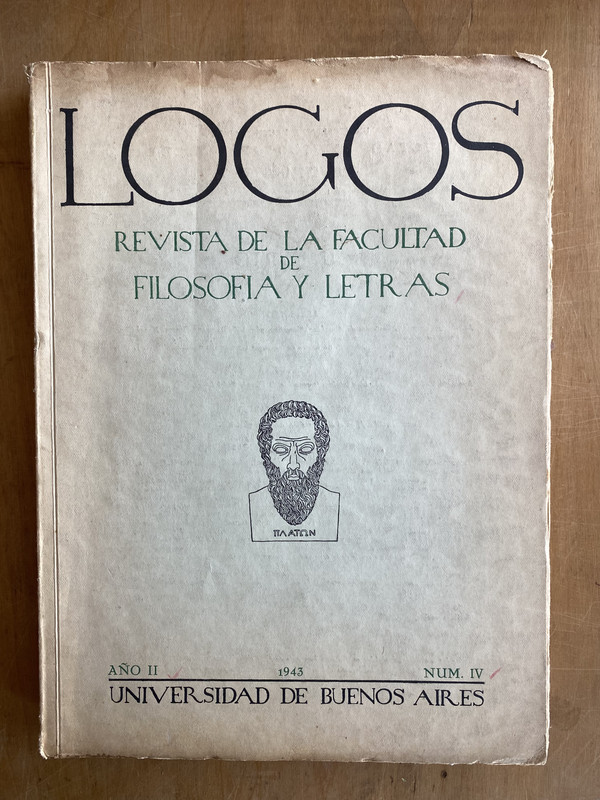 LOGOS
REVISTA DE LA FACULTAD
DE
FILOSOFIA Y LETRAS
ΠΛΑΤΩΝ
AÑO II 1943 NUM. IV
UNIVERSIDAD DE BUENOS AIRES